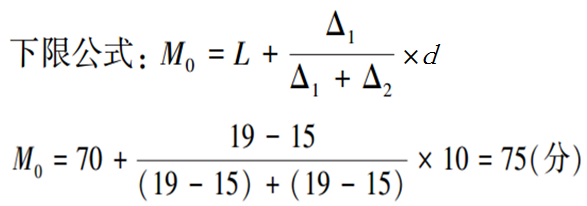 下限公式: M₀ = L + Δ₁ / (Δ₁ + Δ₂) × d
M₀ = 70 + 19 − 15 / ((19 − 15) + (19 − 15)) × 10 = 75(分)